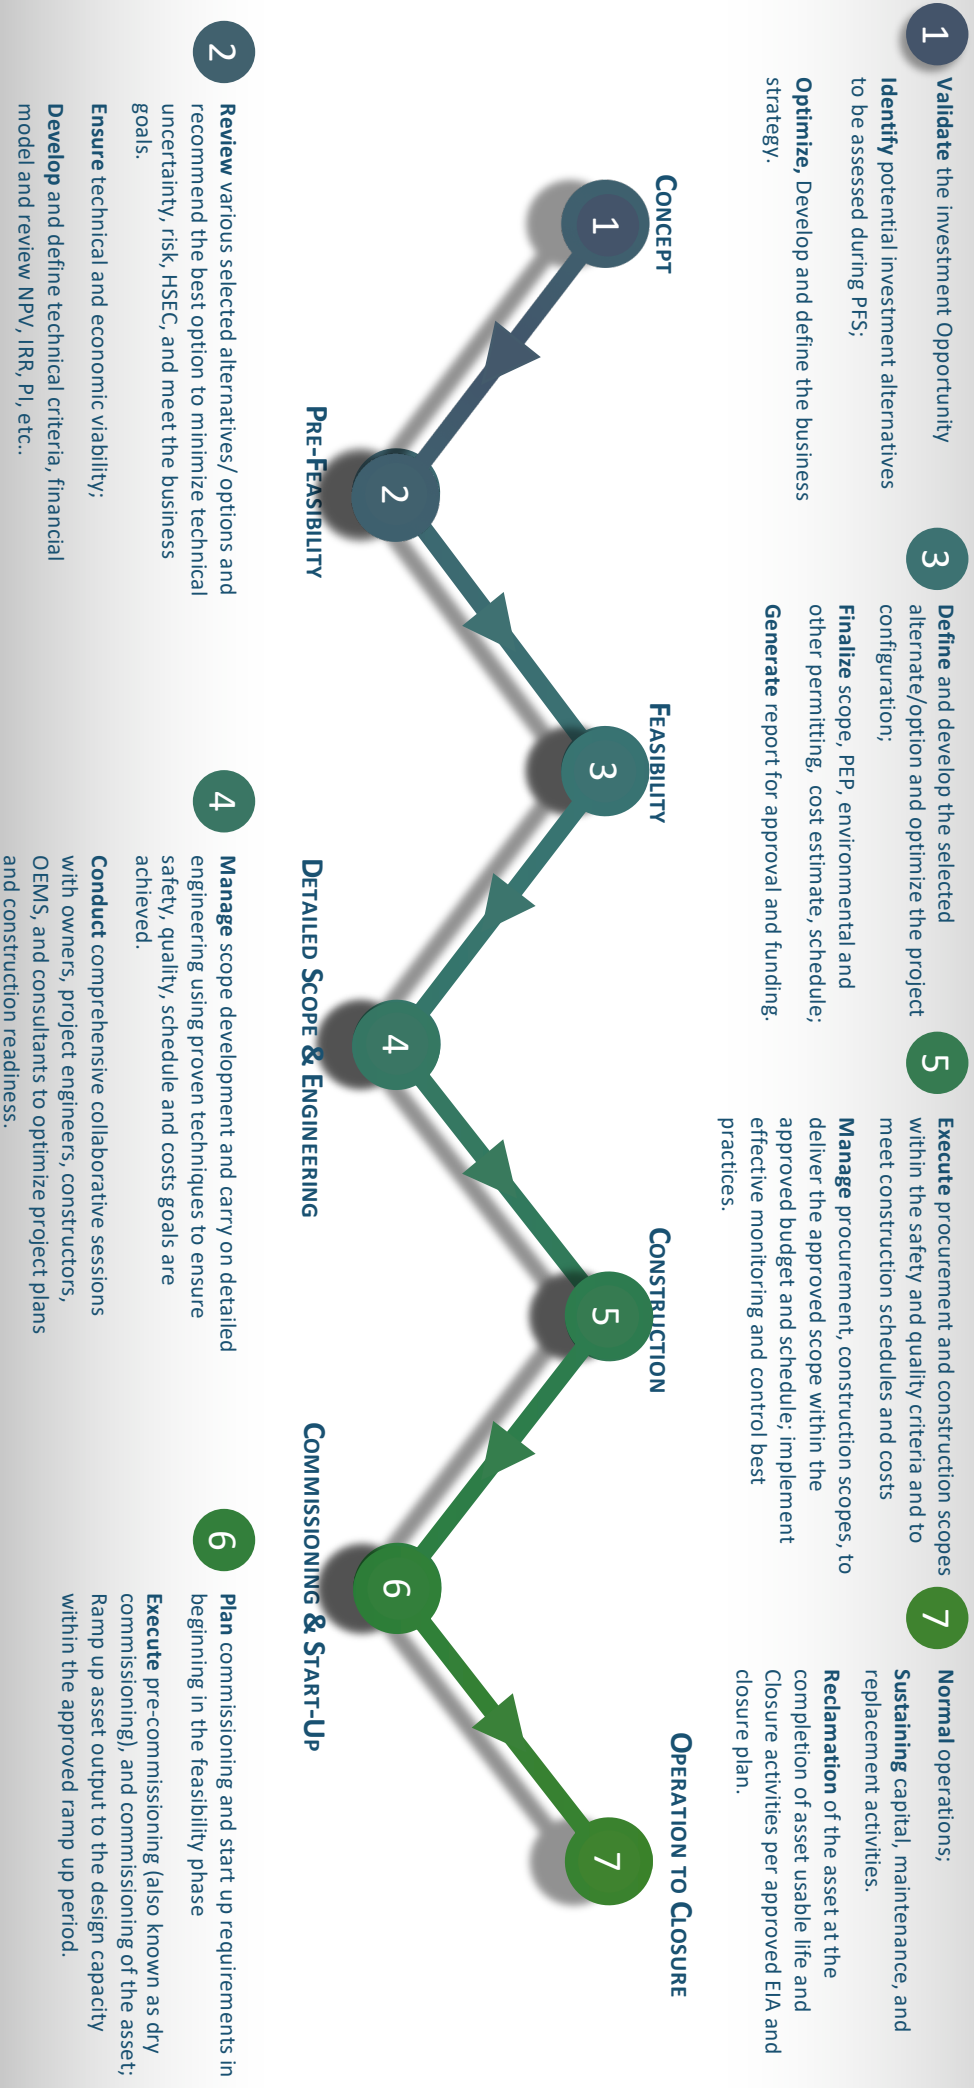 1
Validate the investment Opportunity
Identify potential investment alternatives
to be assessed during PFS;
Optimize, Develop and define the business
strategy.
3
Define and develop the selected
alternate/option and optimize the project
configuration;
Finalize scope, PEP, environmental and
other permitting, cost estimate, schedule;
Generate report for approval and funding.
5
Execute procurement and construction scopes
within the safety and quality criteria and to
meet construction schedules and costs
Manage procurement, construction scopes, to
deliver the approved scope within the
approved budget and schedule; implement
effective monitoring and control best
practices.
7
Normal operations;
Sustaining capital, maintenance, and
replacement activities.
Reclamation of the asset at the
completion of asset usable life and
Closure activities per approved EIA and
closure plan.
CONCEPT
FEASIBILITY
CONSTRUCTION
OPERATION TO CLOSURE
1
3
5
7
2
4
6
PRE-FEASIBILITY
DETAILED SCOPE & ENGINEERING
COMMISSIONING & START-UP
2
Review various selected alternatives/ options and
recommend the best option to minimize technical
uncertainty, risk, HSEC, and meet the business
goals.
Ensure technical and economic viability;
Develop and define technical criteria, financial
model and review NPV, IRR, PI, etc..
4
Manage scope development and carry on detailed
engineering using proven techniques to ensure
safety, quality, schedule and costs goals are
achieved.
Conduct comprehensive collaborative sessions
with owners, project engineers, constructors,
OEMS, and consultants to optimize project plans
and construction readiness.
6
Plan commissioning and start up requirements in
beginning in the feasibility phase
Execute pre-commissioning (also known as dry
commissioning), and commissioning of the asset;
Ramp up asset output to the design capacity
within the approved ramp up period.